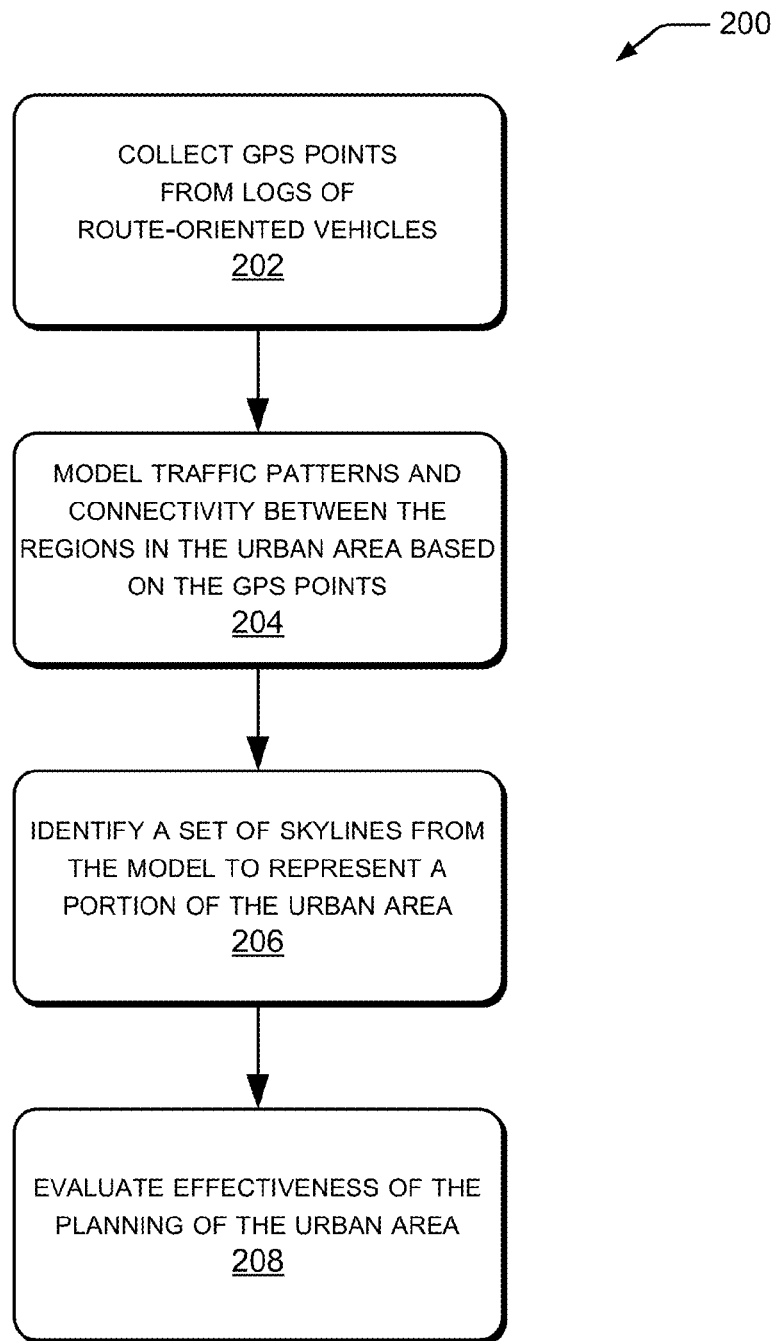 200
COLLECT GPS POINTS
FROM LOGS OF
ROUTE-ORIENTED VEHICLES
202
MODEL TRAFFIC PATTERNS AND
CONNECTIVITY BETWEEN THE
REGIONS IN THE URBAN AREA BASED
ON THE GPS POINTS
204
IDENTIFY A SET OF SKYLINES FROM
THE MODEL TO REPRESENT A
PORTION OF THE URBAN AREA
206
EVALUATE EFFECTIVENESS OF THE
PLANNING OF THE URBAN AREA
208